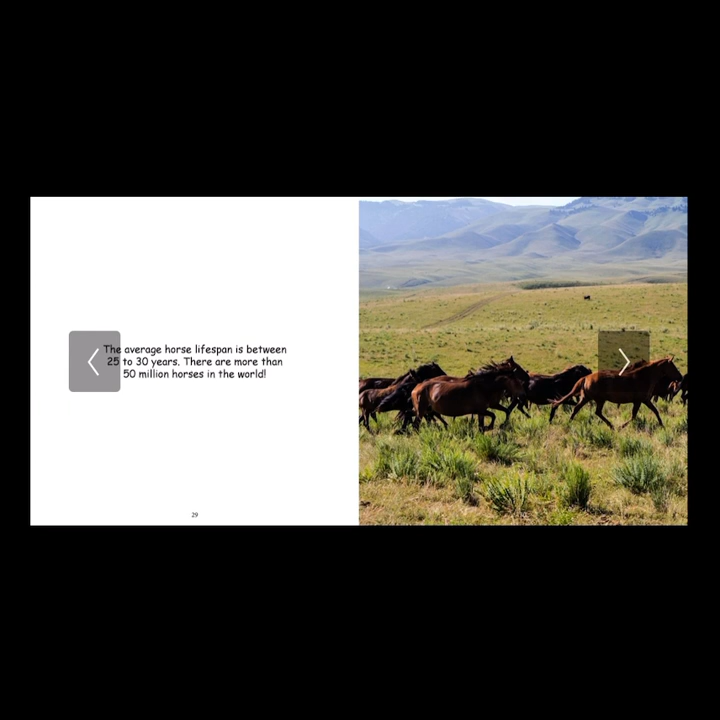 The average horse lifespan is between
25 to 30 years. There are more than
50 million horses in the world!
29